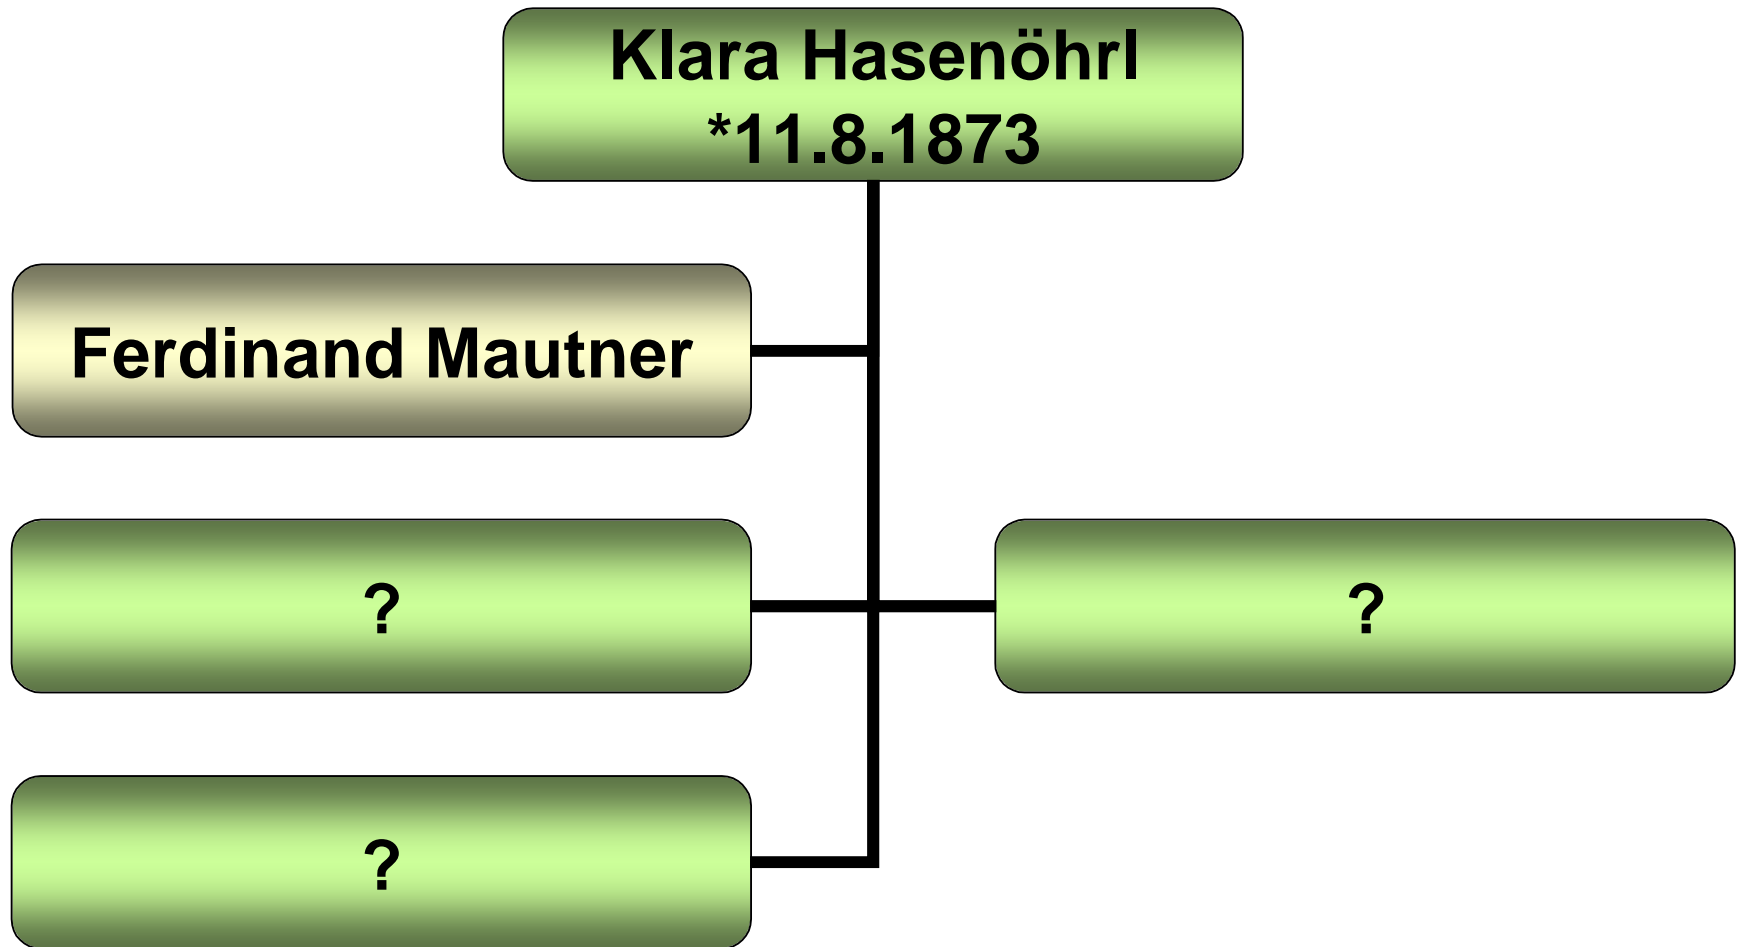 Klara Hasenöhrl
*11.8.1873
Ferdinand Mautner
?
?
?